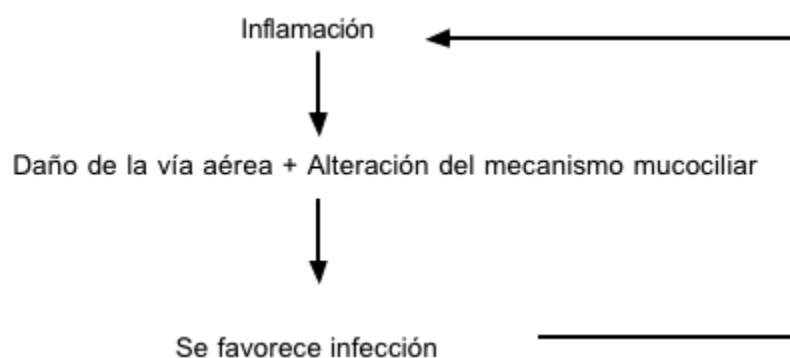 Inflamación
Daño de la vía aérea + Alteración del mecanismo mucociliar
Se favorece infección